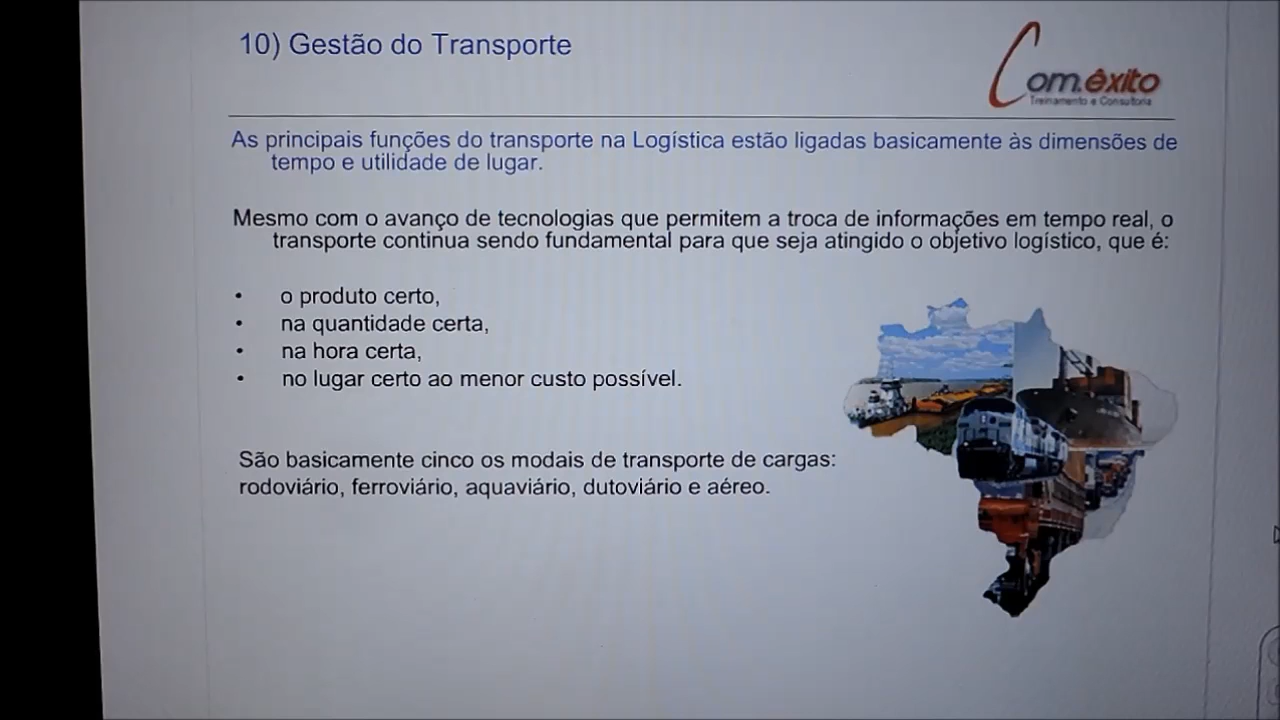 10) Gestão do Transporte
Com.êxito
Treinamento e Consultoria
As principais funções do transporte na Logística estão ligadas basicamente às dimensões de
tempo e utilidade de lugar.
Mesmo com o avanço de tecnologias que permitem a troca de informações em tempo real, o
transporte continua sendo fundamental para que seja atingido o objetivo logístico, que é:
• o produto certo,
• na quantidade certa,
• na hora certa,
• no lugar certo ao menor custo possível.
São basicamente cinco os modais de transporte de cargas:
rodoviário, ferroviário, aquaviário, dutoviário e aéreo.